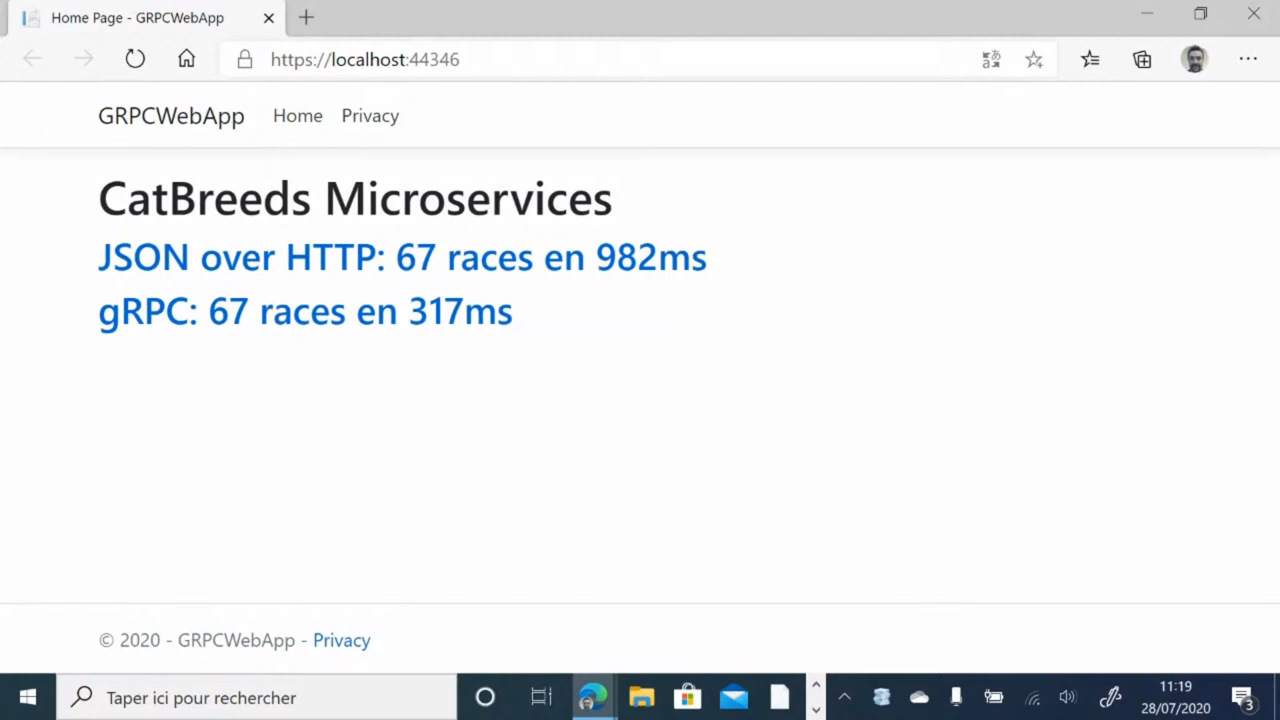 Home Page - GRPCWebApp
https://localhost:44346
GRPCWebApp Home Privacy
CatBreeds Microservices
JSON over HTTP: 67 races en 982ms
gRPC: 67 races en 317ms
© 2020 - GRPCWebApp - Privacy
Taper ici pour rechercher
11:19
28/07/2020
3